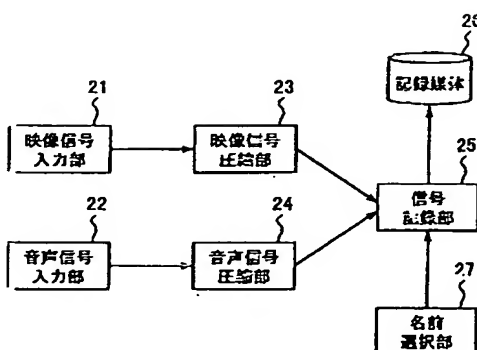 26
記録媒体
21
映像信号
入力部
23
映像信号
圧縮部
25
信号
記録部
22
音声信号
入力部
24
音声信号
圧縮部
27
名前
選択部